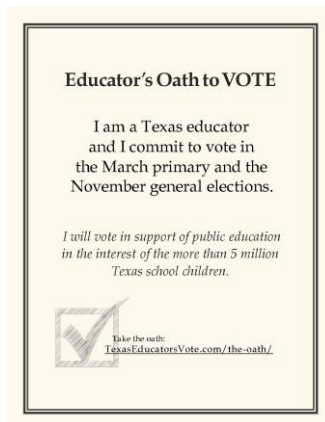 Educator's Oath to VOTE
I am a Texas educator
and I commit to vote in
the March primary and the
November general elections.
I will vote in support of public education
in the interest of the more than 5 million
Texas school children.
Take the oath:
TexasEducatorsVote.com/the-oath/